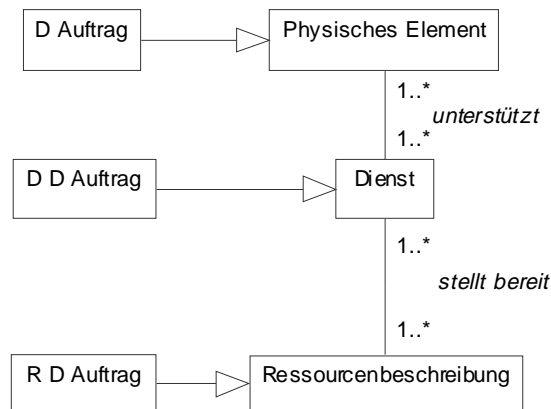 D Auftrag
Physisches Element
1..*
unterstützt
1..*
D D Auftrag
Dienst
1..*
stellt bereit
1..*
R D Auftrag
Ressourcenbeschreibung